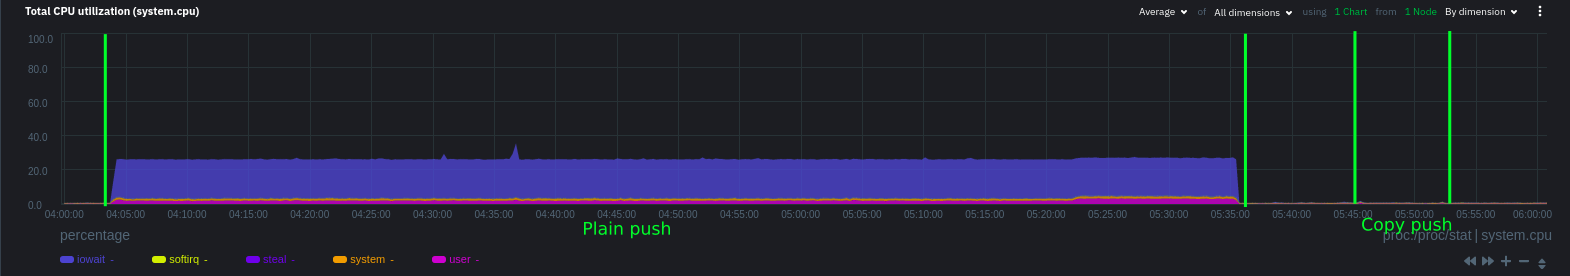 Total CPU utilization (system.cpu)
Average of All dimensions using 1 Chart from 1 Node By dimension
100.0
80.0
60.0
40.0
20.0
0.0
04:00:00 04:05:00 04:10:00 04:15:00 04:20:00 04:25:00 04:30:00 04:35:00 04:40:00 04:45:00 04:50:00 04:55:00 05:00:00 05:05:00 05:10:00 05:15:00 05:20:00 05:25:00 05:30:00 05:35:00 05:40:00 05:45:00 05:50:00 05:55:00 06:00:00
Plain push
Copy push
percentage
proc:/proc/stat | system.cpu
iowait - softirq - steal - system - user -